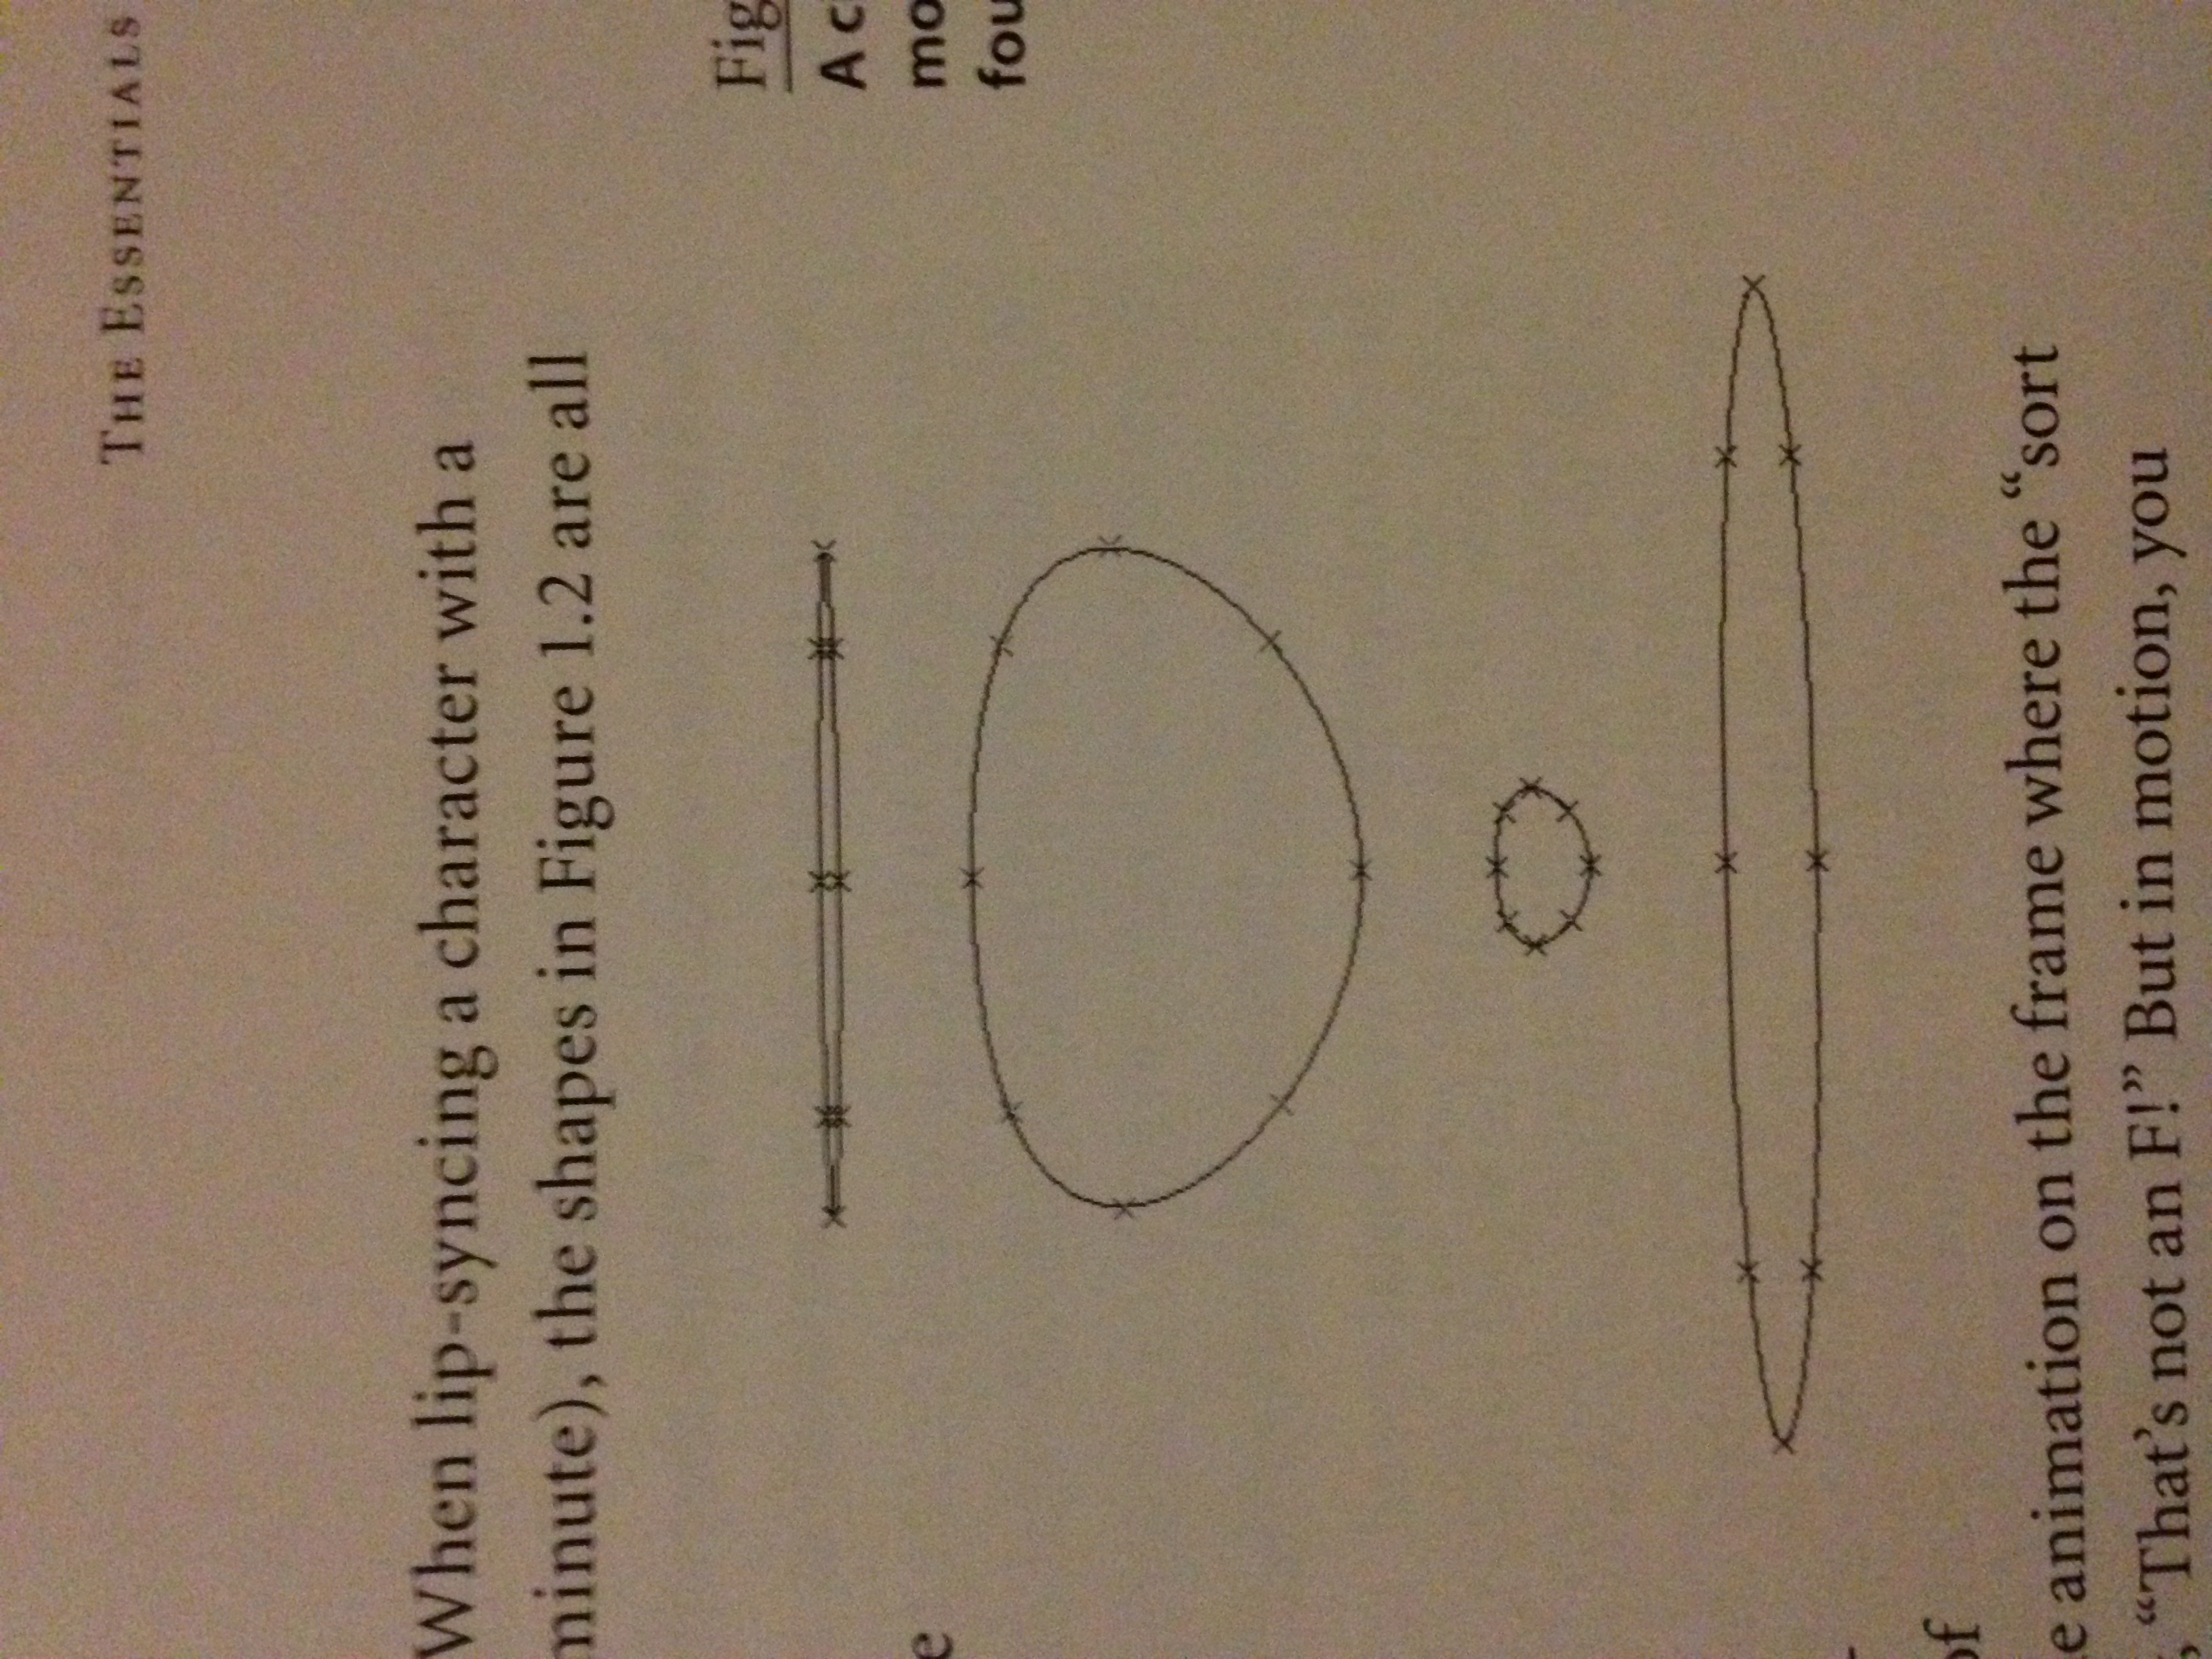 THE ESSENTIALS
When lip-syncing a character with a
minute), the shapes in Figure 1.2 are all
Fig
A c
mo
fou
e
of
e animation on the frame where the “sort
, “That’s not an F!” But in motion, you